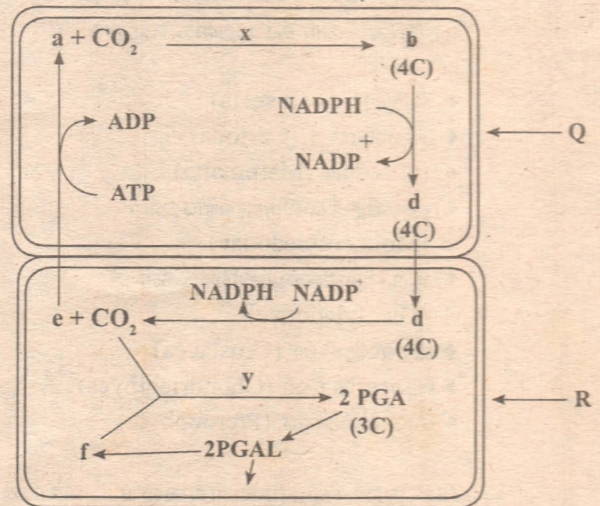 a + CO₂ x b
(4C)
NADPH
ADP
NADP⁺
ATP
Q
d
(4C)
NADPH NADP⁺
e + CO₂ d
(4C)
y
2 PGA
(3C)
R
f 2PGAL